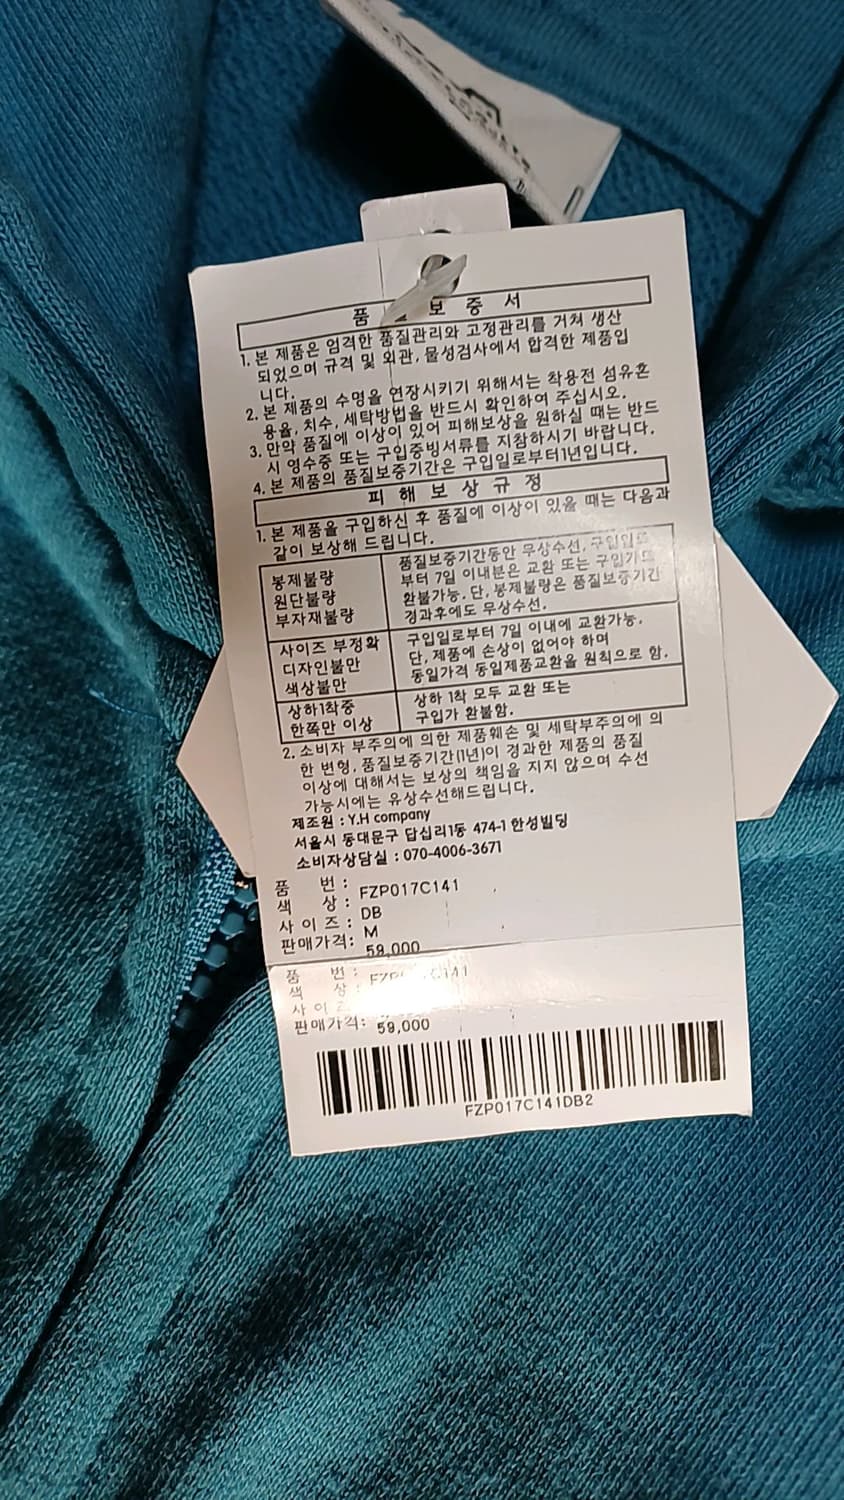 품 보 증 서
1. 본 제품은 엄격한 품질관리와 고정관리를 거쳐 생산
되었으며 규격 및 외관, 물성검사에서 합격한 제품입
니다.
2. 본 제품의 수명을 연장시키기 위해서는 착용전 섬유혼
용율, 치수, 세탁방법을 반드시 확인하여 주십시오.
3. 만약 품질에 이상이 있어 피해보상을 원하실 때는 반드
시 영수증 또는 구입증빙서류를 지참하시기 바랍니다.
4. 본 제품의 품질보증기간은 구입일로부터1년입니다.
피 해 보 상 규 정
1. 본 제품을 구입하신 후 품질에 이상이 있을 때는 다음과
같이 보상해 드립니다.
봉제불량
원단불량
부자재불량
품질보증기간동안 무상수선, 구입일로
부터 7일 이내분은 교환 또는 구입가로
환불가능. 단, 봉제불량은 품질보증기간
경과후에도 무상수선.
사이즈 부정확
디자인불만
색상불만
구입일로부터 7일 이내에 교환가능.
단, 제품에 손상이 없어야 하며
동일가격 동일제품교환을 원칙으로 함.
상하1착중
한쪽만 이상
상하 1착 모두 교환 또는
구입가 환불함.
2. 소비자 부주의에 의한 제품훼손 및 세탁부주의에 의
한 변형, 품질보증기간(1년)이 경과한 제품의 품질
이상에 대해서는 보상의 책임을 지지 않으며 수선
가능시에는 유상수선해드립니다.
제조원 : Y.H company
서울시 동대문구 답십리1동 474-1 한성빌딩
소비자상담실 : 070-4006-3671
품 번 : FZP017C141
색 상 : DB
사 이 즈 : M
판매가격: 59,000
품 번 :
색 상 :
사 이 즈
판매가격: 59,000
FZP017C141DB2